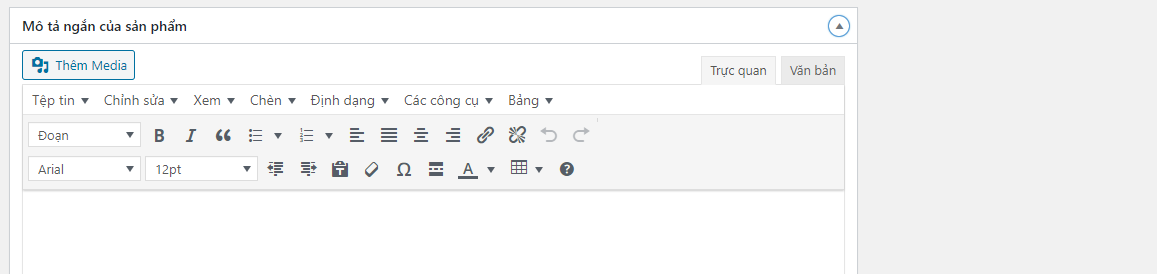 Mô tả ngắn của sản phẩm
Thêm Media
Trực quan Văn bản
Tệp tin Chỉnh sửa Xem Chèn Định dạng Các công cụ Bảng
Đoạn B I
Arial 12pt Ω A